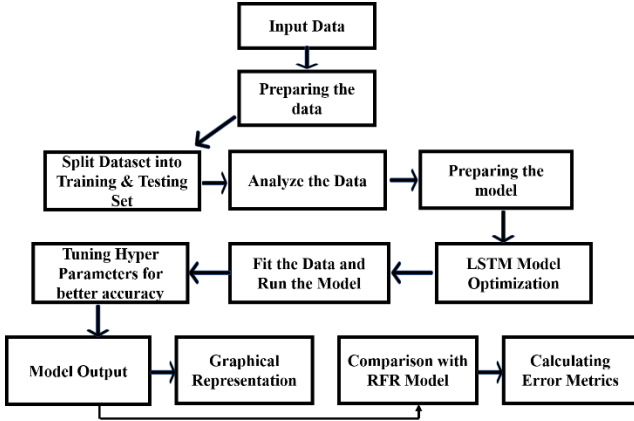 Input Data
Preparing the
data
Split Dataset into
Training & Testing
Set
Analyze the Data
Preparing the
model
Tuning Hyper
Parameters for
better accuracy
Fit the Data and
Run the Model
LSTM Model
Optimization
Model Output
Graphical
Representation
Comparison with
RFR Model
Calculating
Error Metrics